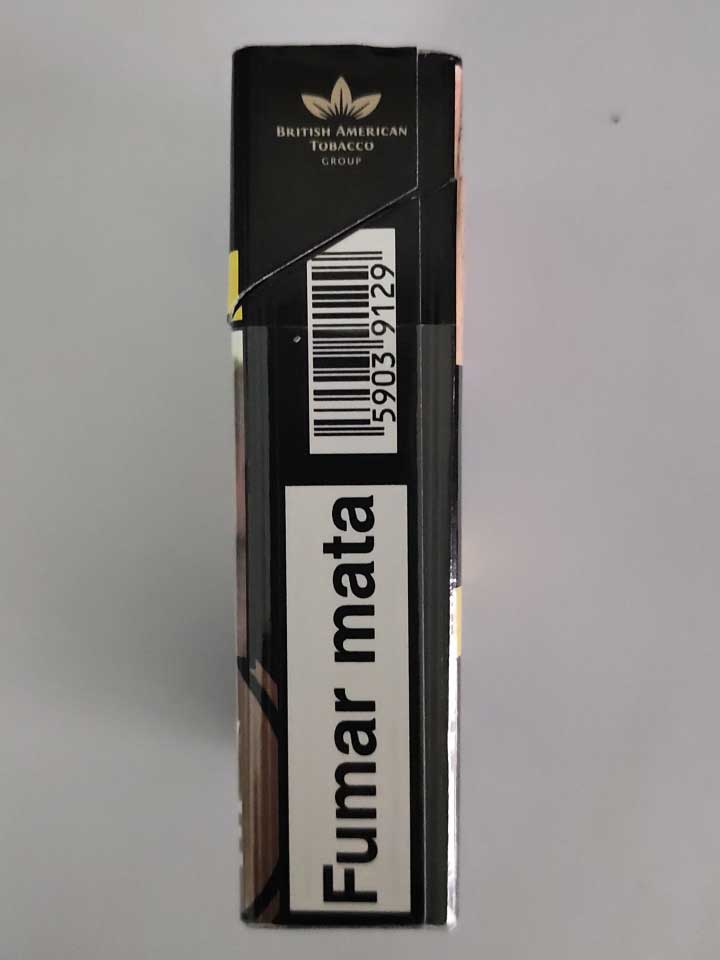 BRITISH AMERICAN
TOBACCO
GROUP
5903 9129
Fumar mata